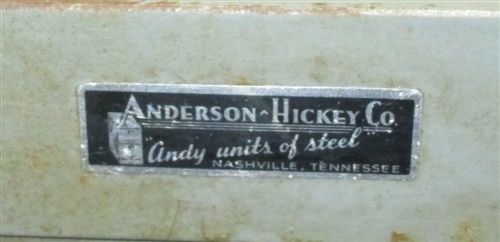 ANDERSON-HICKEY CO.
"Andy units of steel"
NASHVILLE, TENNESSEE